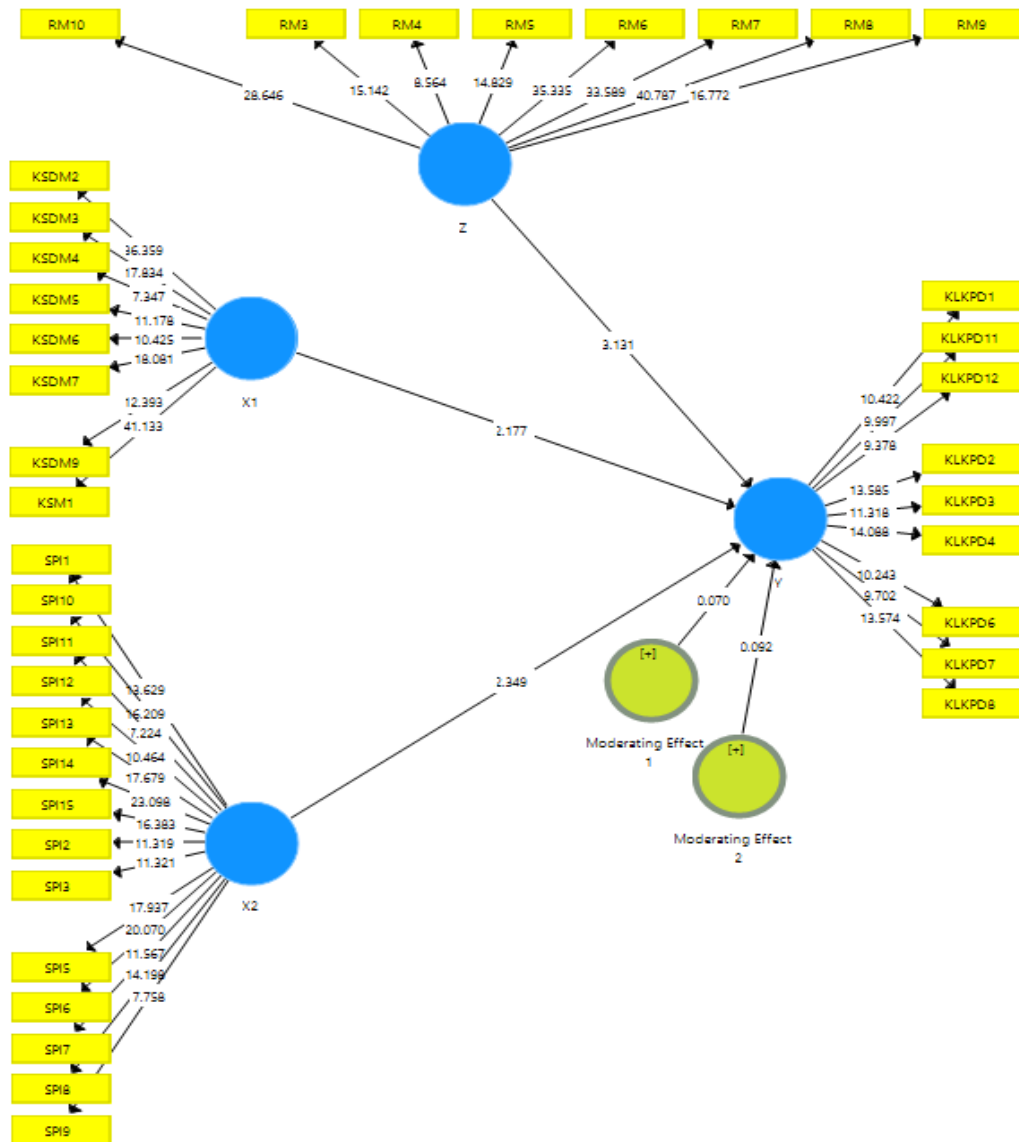 RM10
RM3
RM4
RM5
RM6
RM7
RM8
RM9
28.646
15.142
8.564
14.829
35.335
33.589
40.787
16.772
Z
KSDM2
KSDM3
KSDM4
KSDM5
KSDM6
KSDM7
KSDM9
KSM1
36.359
17.834
7.347
11.178
10.425
18.081
12.393
41.133
X1
3.131
2.177
2.349
KLKPD1
KLKPD11
KLKPD12
KLKPD2
KLKPD3
KLKPD4
KLKPD6
KLKPD7
KLKPD8
10.422
9.997
9.378
13.585
11.318
14.088
10.243
9.702
13.574
Y
0.070
0.092
[+]
Moderating Effect
1
[+]
Moderating Effect
2
SPI1
SPI10
SPI11
SPI12
SPI13
SPI14
SPI15
SPI2
SPI3
SPI5
SPI6
SPI7
SPI8
SPI9
13.629
16.209
7.224
10.464
17.679
23.098
16.383
11.319
11.321
17.937
20.070
11.567
14.198
7.758
X2